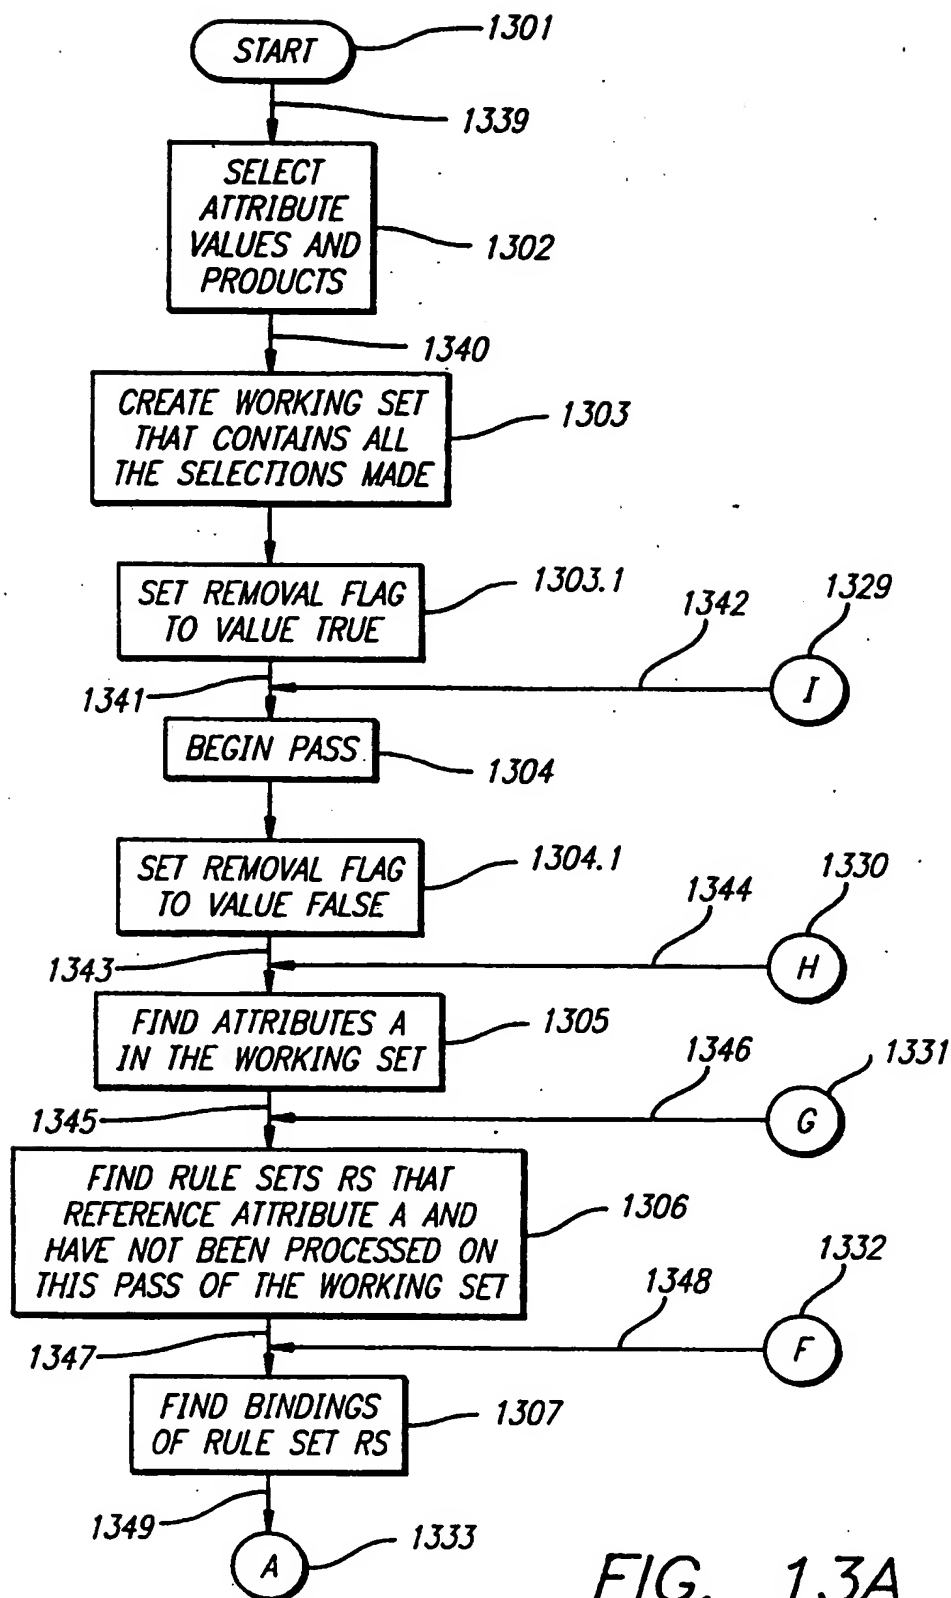 START
1301
1339
SELECT
ATTRIBUTE
VALUES AND
PRODUCTS
1302
1340
CREATE WORKING SET
THAT CONTAINS ALL
THE SELECTIONS MADE
1303
SET REMOVAL FLAG
TO VALUE TRUE
1303.1
1342
1329
I
1341
BEGIN PASS
1304
SET REMOVAL FLAG
TO VALUE FALSE
1304.1
1344
1330
H
1343
FIND ATTRIBUTES A
IN THE WORKING SET
1305
1346
1331
G
1345
FIND RULE SETS RS THAT
REFERENCE ATTRIBUTE A AND
HAVE NOT BEEN PROCESSED ON
THIS PASS OF THE WORKING SET
1306
1348
1332
F
1347
FIND BINDINGS
OF RULE SET RS
1307
1349
A
1333
FIG. 13A